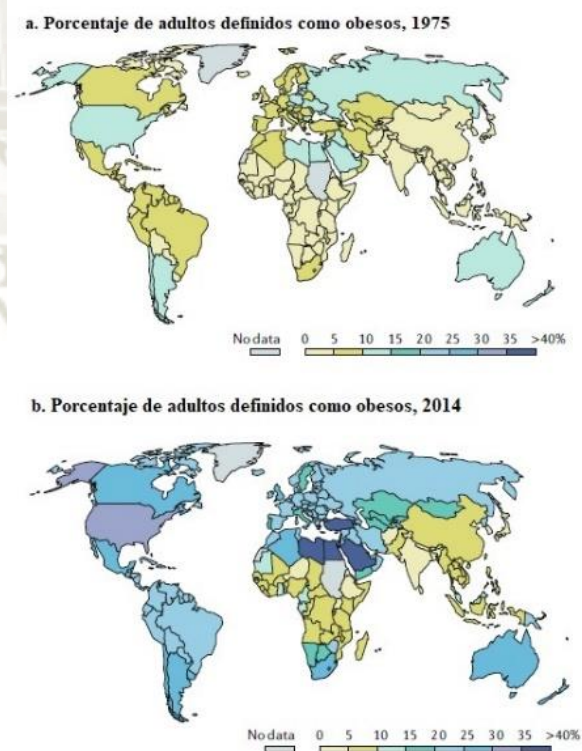 a. Porcentaje de adultos definidos como obesos, 1975
No data 0 5 10 15 20 25 30 35 >40%
b. Porcentaje de adultos definidos como obesos, 2014
No data 0 5 10 15 20 25 30 35 >40%